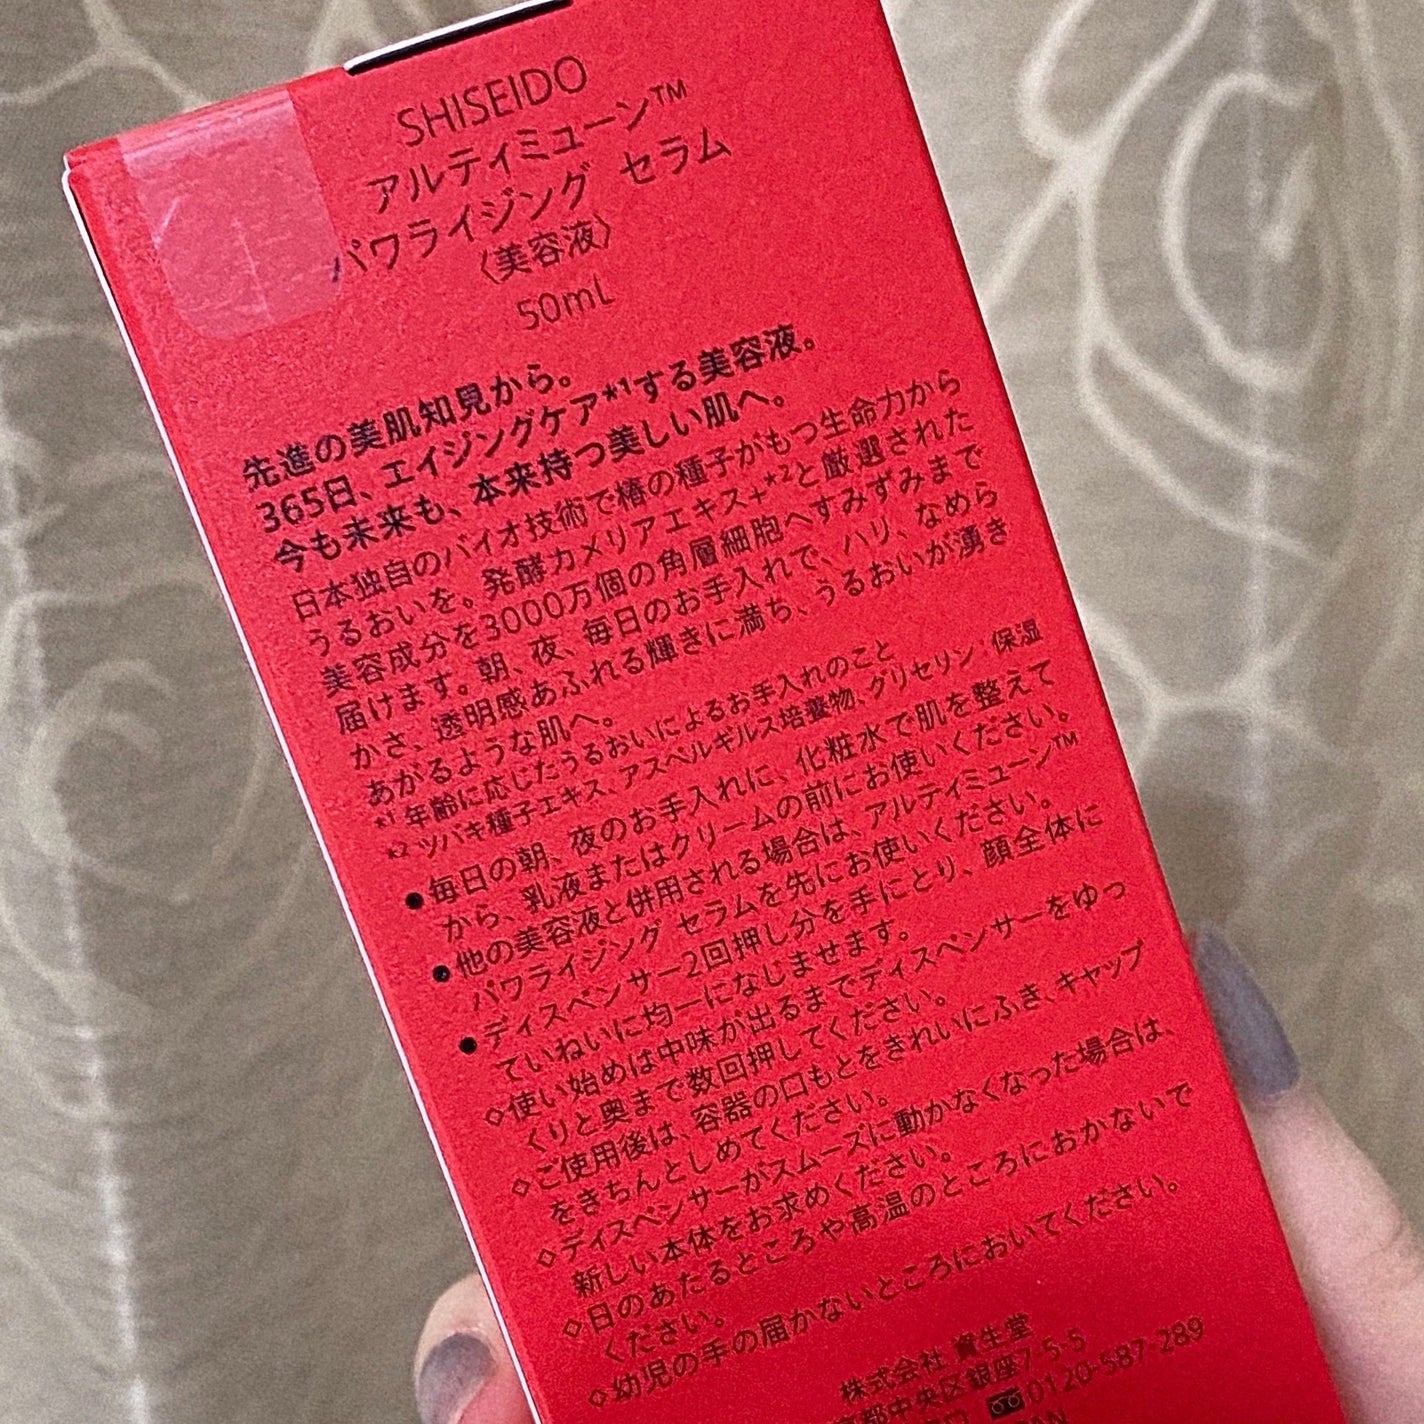 SHISEIDO
アルティミューン™
パワライジング セラム
〈美容液〉
50mL
先進の美肌知見から。
365日、エイジングケア*1する美容液。
今も未来も、本来持つ美しい肌へ。
日本独自のバイオ技術で椿の種子がもつ生命力から
うるおいを。発酵カメリアエキス+*2と厳選された
美容成分を3000万個の角層細胞へすみずみまで
届けます。朝、夜、毎日のお手入れで、ハリ、なめら
かさ、透明感あふれる輝きに満ち、うるおいが湧き
あがるような肌へ。
*1 年齢に応じたうるおいによるお手入れのこと
*2 ツバキ種子エキス、アスペルギルス培養物、グリセリン:保湿
●毎日の朝、夜のお手入れに、化粧水で肌を整えて
から、乳液またはクリームの前にお使いください。
●他の美容液と併用される場合は、アルティミューン™
パワライジング セラムを先にお使いください。
●ディスペンサー2回押し分を手にとり、顔全体に
ていねいに均一になじませます。
◇使い始めは中味が出るまでディスペンサーをゆっ
くりと奥まで数回押してください。
◇ご使用後は、容器の口もとをきれいにふき、キャップ
をきちんとしめてください。
◇ディスペンサーがスムーズに動かなくなった場合は、
新しい本体をお求めください。
◇日のあたるところや高温のところにおかないで
ください。
◇幼児の手の届かないところにおいてください。
株式会社 資生堂
京都中央区銀座7-5-5
0120-587-289